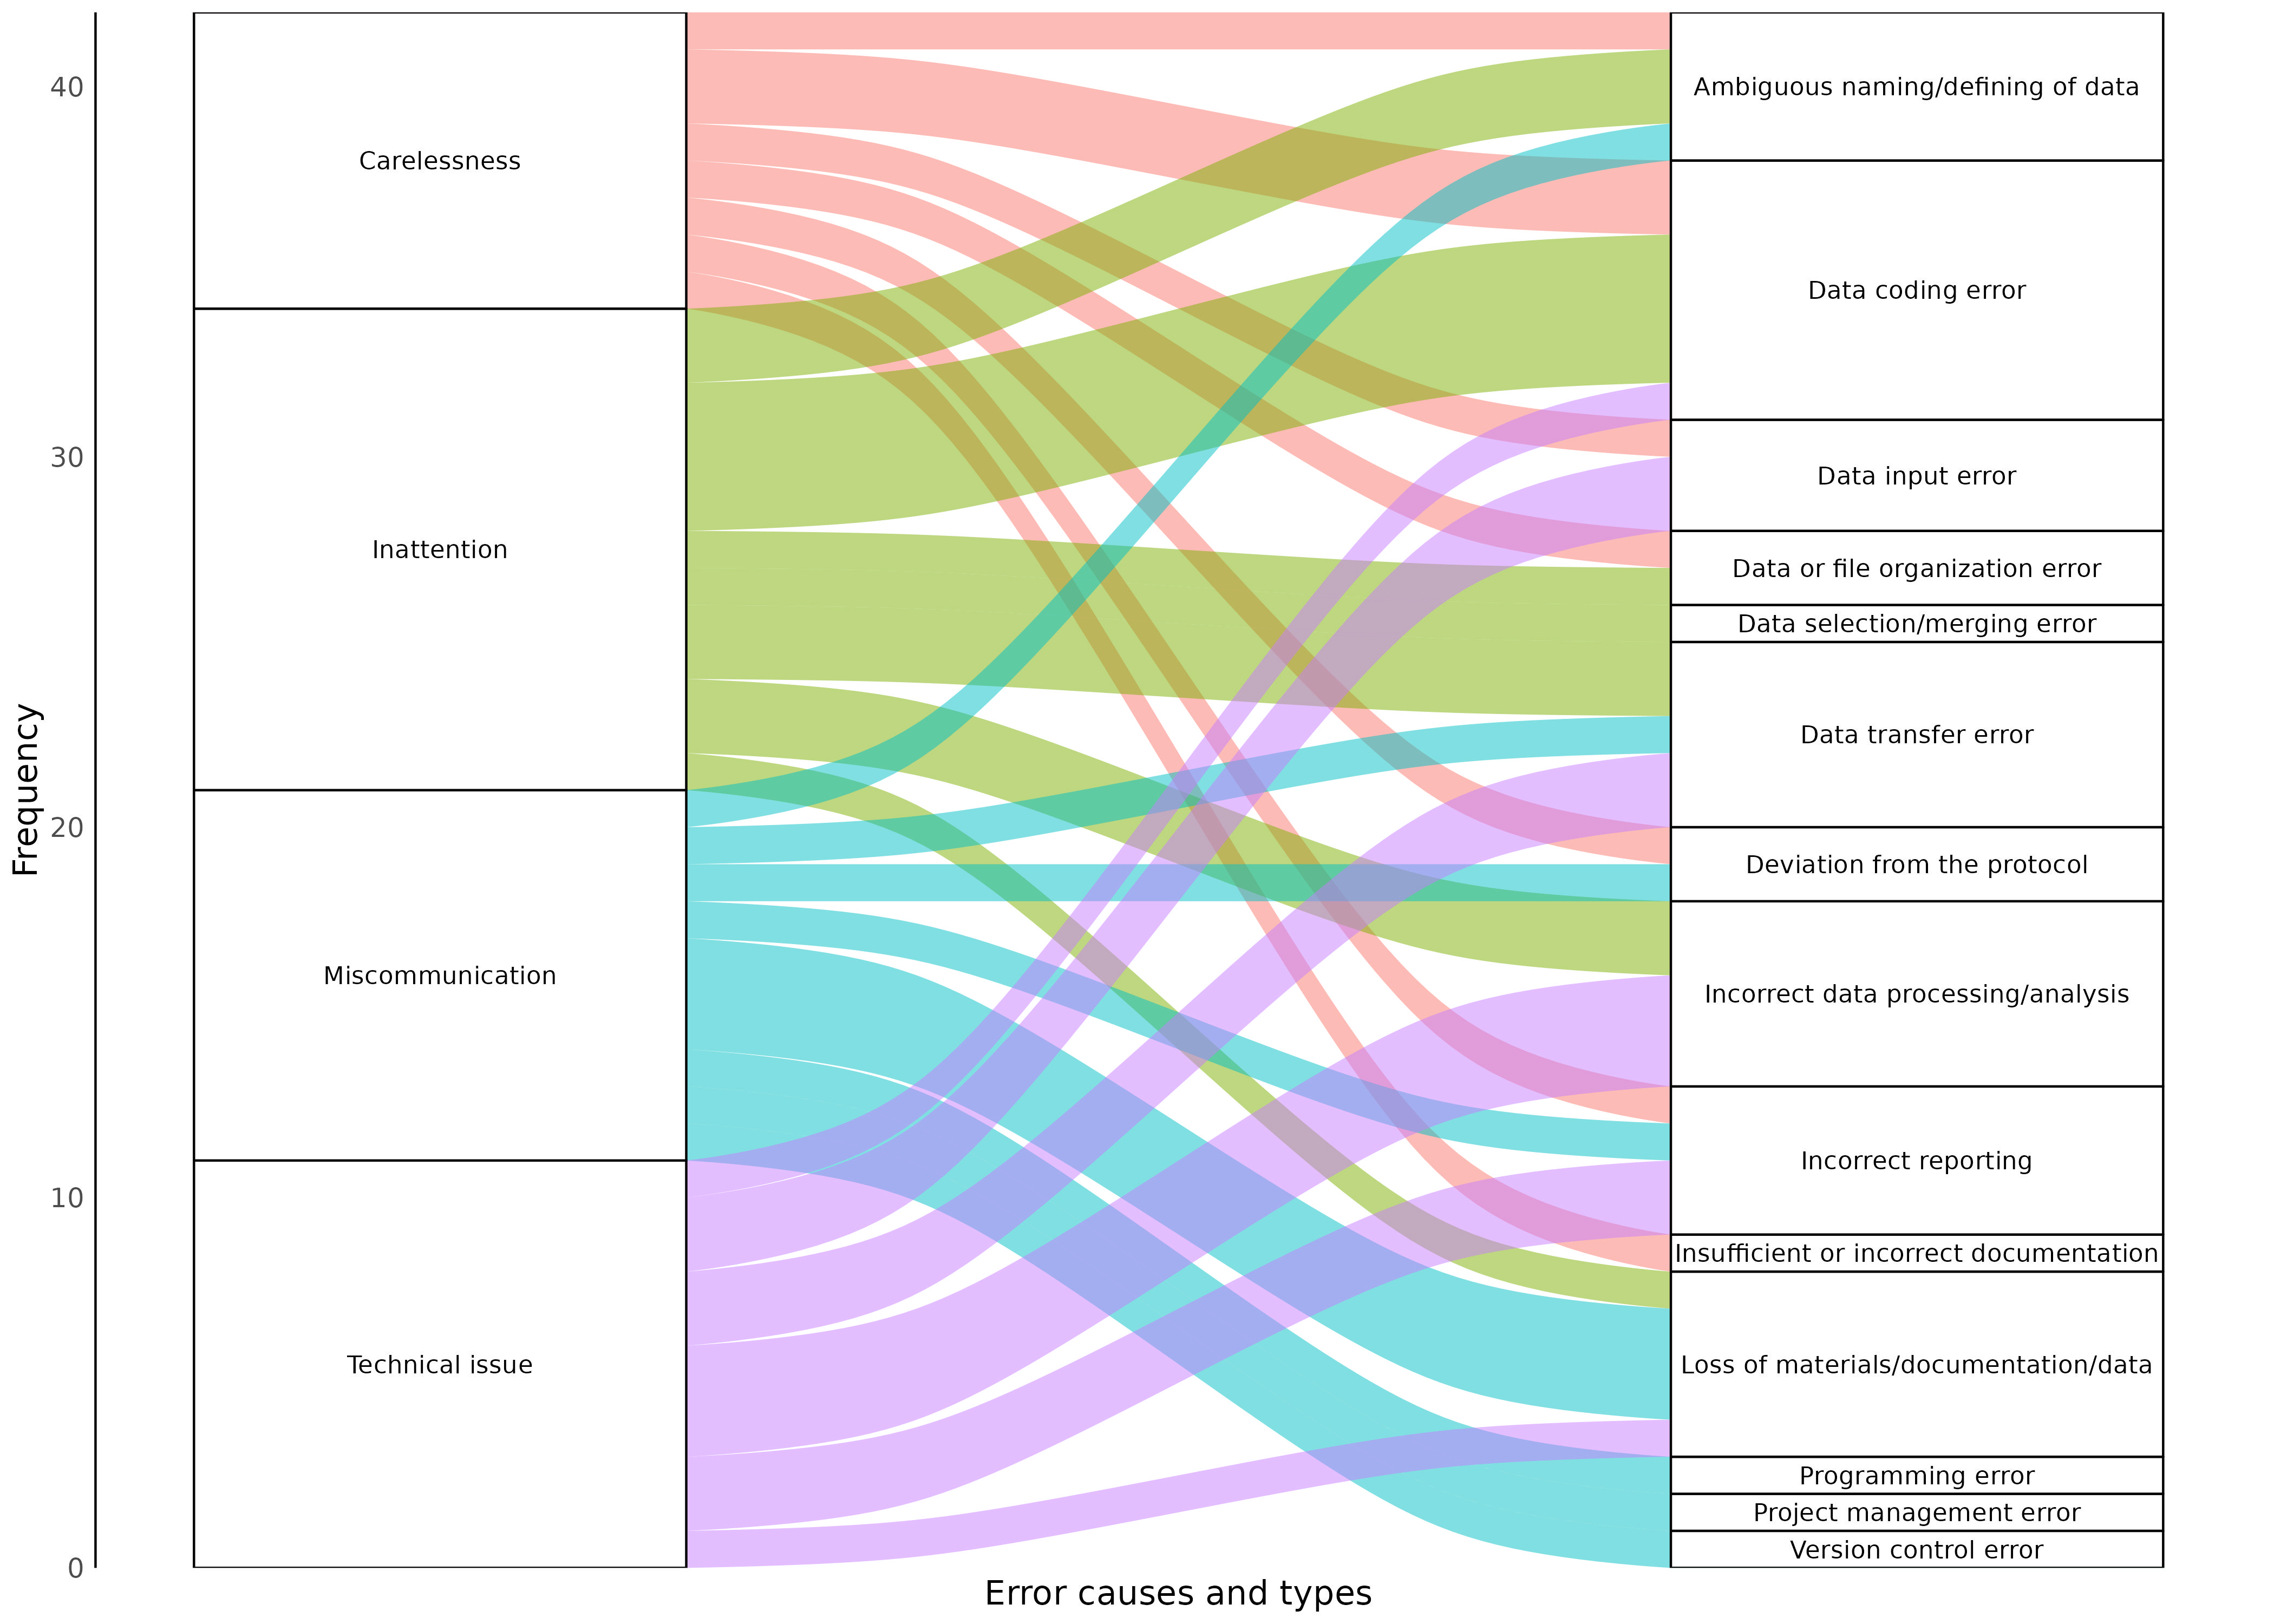 40
30
20
10
0
Frequency
Carelessness
Inattention
Miscommunication
Technical issue
Ambiguous naming/defining of data
Data coding error
Data input error
Data or file organization error
Data selection/merging error
Data transfer error
Deviation from the protocol
Incorrect data processing/analysis
Incorrect reporting
Insufficient or incorrect documentation
Loss of materials/documentation/data
Programming error
Project management error
Version control error
Error causes and types